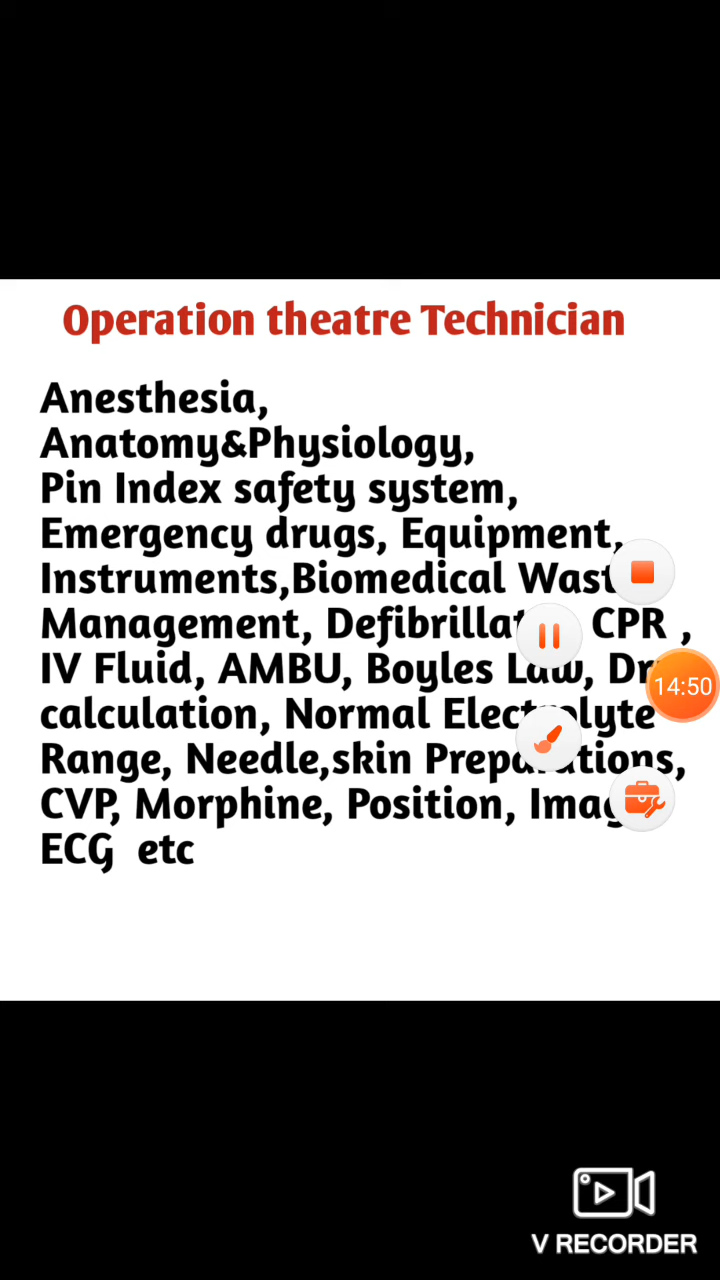 Operation theatre Technician
Anesthesia,
Anatomy&Physiology,
Pin Index safety system,
Emergency drugs, Equipment,
Instruments,Biomedical
Management, CPR ,
IV Fluid, AMBU, Boyles Law,
14:50
calculation, Normal Electrolyte
Range, Needle,skin Preparations,
CVP, Morphine, Position,
ECG etc
V RECORDER